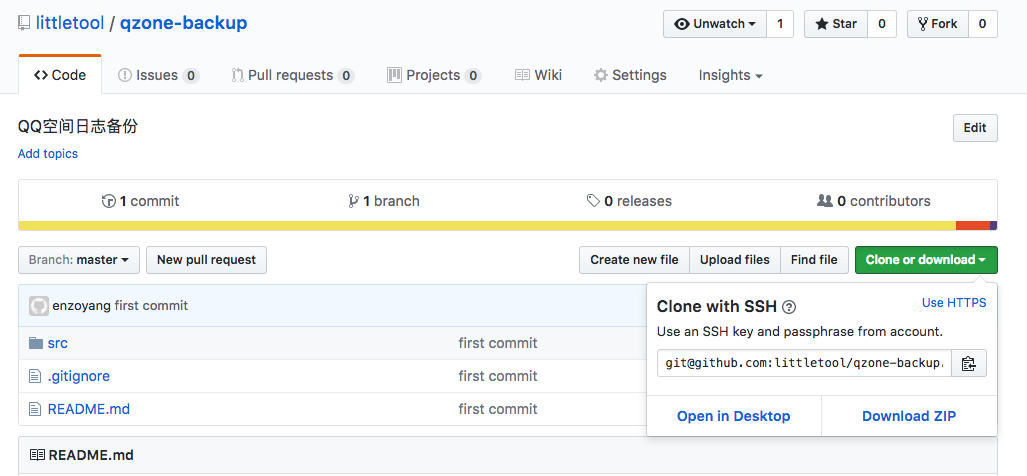 littletool / qzone-backup
Unwatch 1 Star 0 Fork 0
Code Issues 0 Pull requests 0 Projects 0 Wiki Settings Insights
QQ空间日志备份
Edit
Add topics
1 commit 1 branch 0 releases 0 contributors
Branch: master New pull request Create new file Upload files Find file Clone or download
enzoyang first commit
src first commit
.gitignore first commit
README.md first commit
Clone with SSH Use HTTPS
Use an SSH key and passphrase from account.
git@github.com:littletool/qzone-backup.
Open in Desktop Download ZIP
README.md